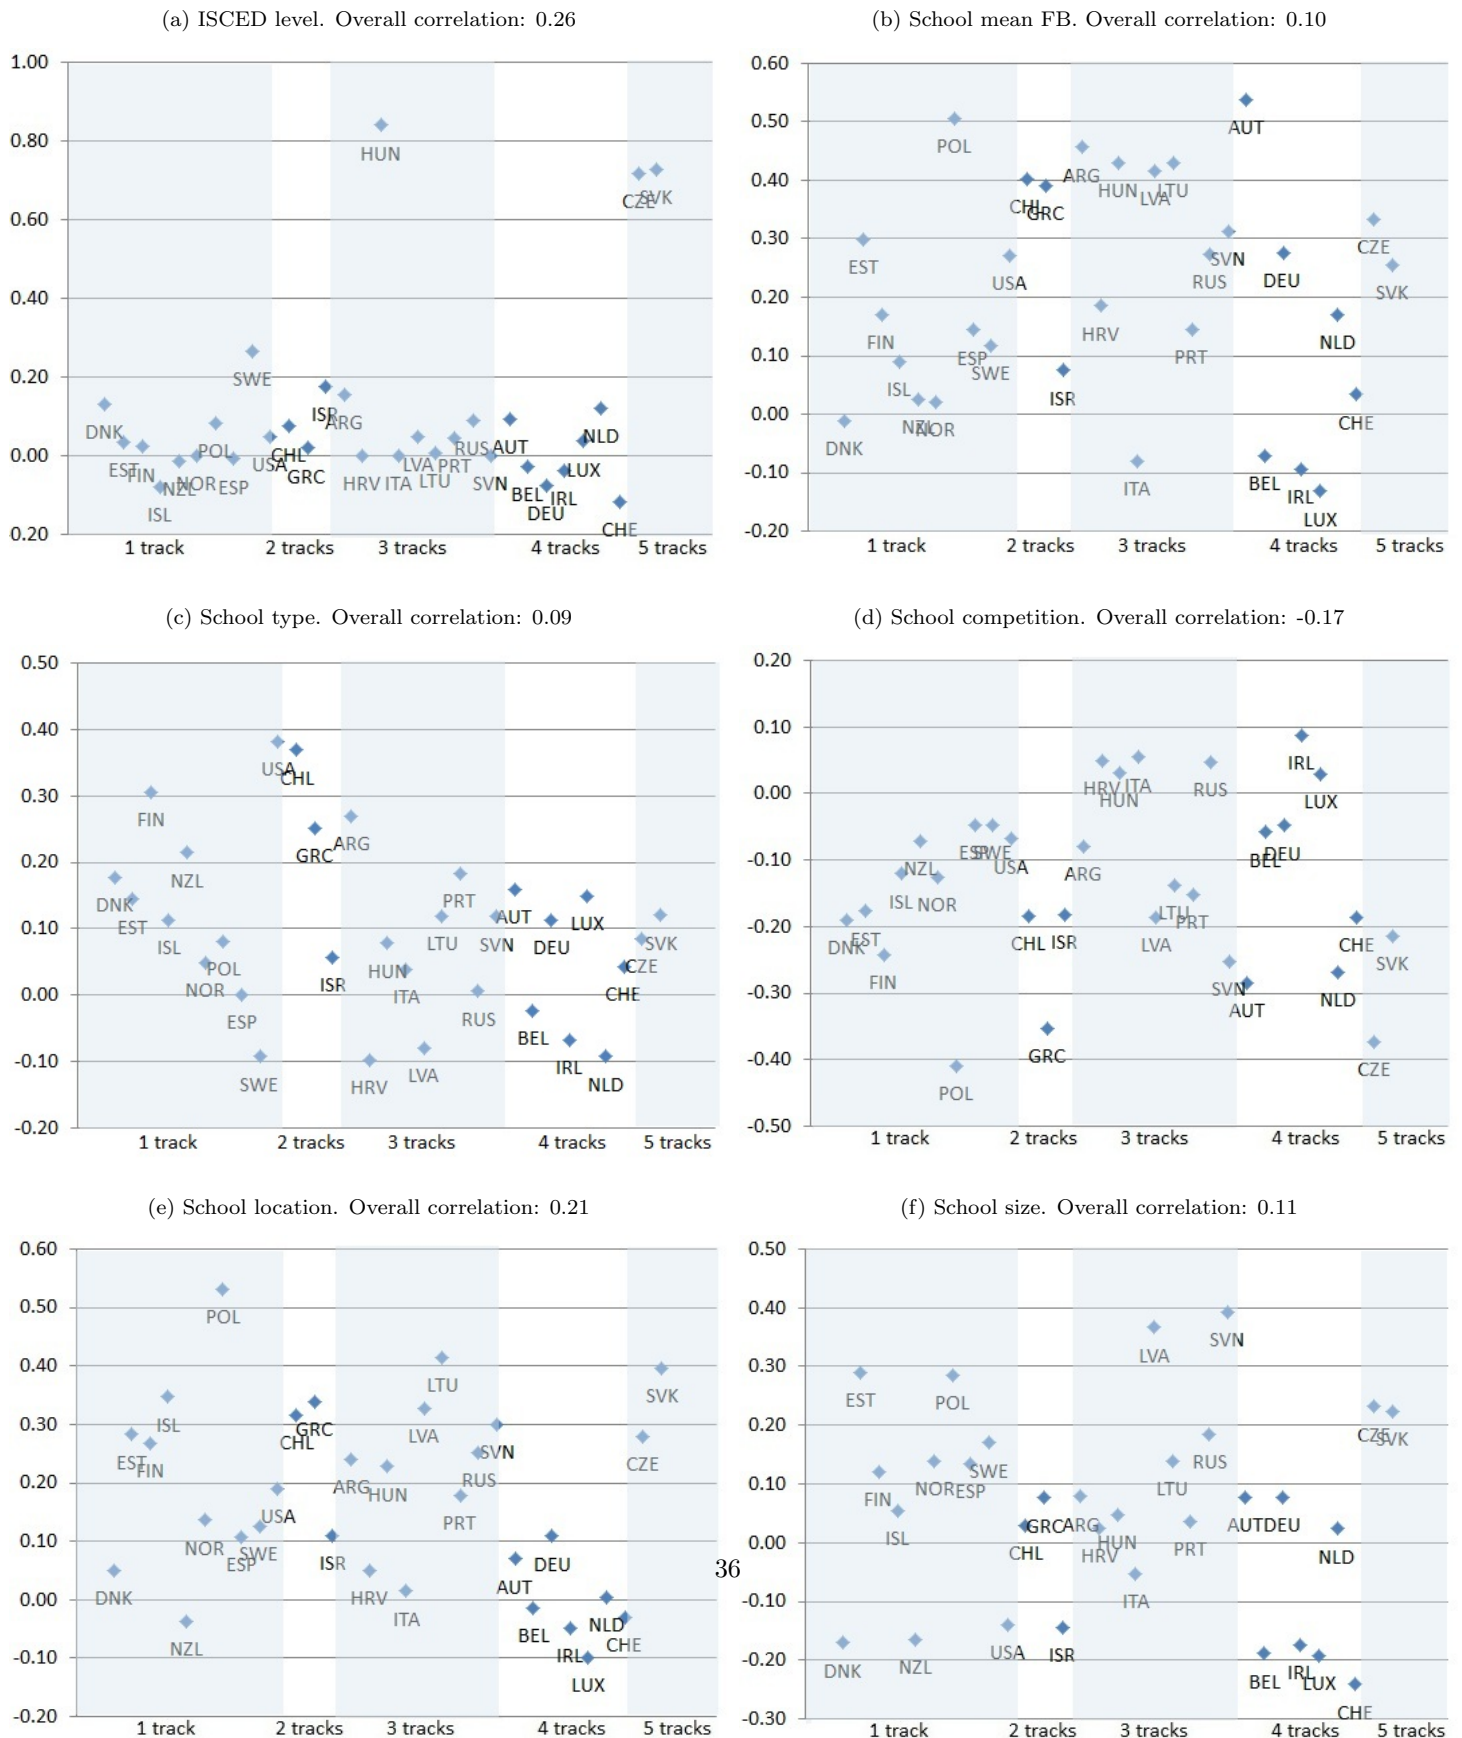 (a) ISCED level. Overall correlation: 0.26
1.00
0.80
0.60
0.40
0.20
0.00
0.20
HUN
CZE
SVK
SWE
DNK
EST
FIN
ISL
NZL
NOR
POL
ESP
USA
CHL
GRC
ISR
ARG
HRV
ITA
LVA
LTU
PRT
RUS
SVN
AUT
BEL
DEU
IRL
LUX
NLD
CHE
1 track
2 tracks
3 tracks
4 tracks
5 tracks
(b) School mean FB. Overall correlation: 0.10
0.60
0.50
0.40
0.30
0.20
0.10
0.00
-0.10
-0.20
DNK
EST
FIN
ISL
NZL
NOR
POL
ESP
SWE
USA
CHL
GRC
ISR
ARG
HRV
HUN
ITA
LVA
LTU
PRT
RUS
SVN
AUT
BEL
DEU
IRL
LUX
NLD
CHE
CZE
SVK
1 track
2 tracks
3 tracks
4 tracks
5 tracks
(c) School type. Overall correlation: 0.09
0.50
0.40
0.30
0.20
0.10
0.00
-0.10
-0.20
DNK
EST
FIN
ISL
NZL
NOR
POL
ESP
SWE
USA
CHL
GRC
ISR
ARG
HRV
HUN
ITA
LVA
LTU
PRT
RUS
SVN
AUT
BEL
DEU
IRL
LUX
NLD
CHE
CZE
SVK
1 track
2 tracks
3 tracks
4 tracks
5 tracks
(d) School competition. Overall correlation: -0.17
0.20
0.10
0.00
-0.10
-0.20
-0.30
-0.40
-0.50
DNK
EST
FIN
ISL
NZL
NOR
POL
ESP
SWE
USA
CHL
GRC
ISR
ARG
HRV
HUN
ITA
LVA
LTU
PRT
RUS
SVN
AUT
BEL
DEU
IRL
LUX
NLD
CHE
CZE
SVK
1 track
2 tracks
3 tracks
4 tracks
5 tracks
(e) School location. Overall correlation: 0.21
0.60
0.50
0.40
0.30
0.20
0.10
0.00
-0.10
-0.20
DNK
EST
FIN
ISL
NZL
NOR
POL
ESP
SWE
USA
CHL
GRC
ISR
ARG
HRV
HUN
ITA
LVA
LTU
PRT
RUS
SVN
AUT
BEL
DEU
IRL
LUX
NLD
CHE
CZE
SVK
1 track
2 tracks
3 tracks
4 tracks
5 tracks
(f) School size. Overall correlation: 0.11
0.50
0.40
0.30
0.20
0.10
0.00
-0.10
-0.20
-0.30
DNK
EST
FIN
ISL
NZL
NOR
POL
ESP
SWE
USA
CHL
GRC
ISR
ARG
HRV
HUN
ITA
LVA
LTU
PRT
RUS
SVN
AUT
BEL
DEU
IRL
LUX
NLD
CHE
CZE
SVK
1 track
2 tracks
3 tracks
4 tracks
5 tracks
36